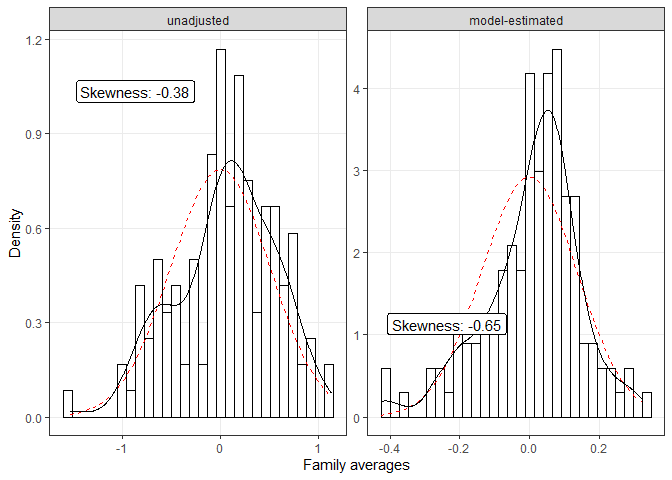 unadjusted
model-estimated
Density
1.2
0.9
0.6
0.3
0.0
4
3
2
1
0
Skewness: -0.38
Skewness: -0.65
-1
0
1
-0.4
-0.2
0.0
0.2
Family averages